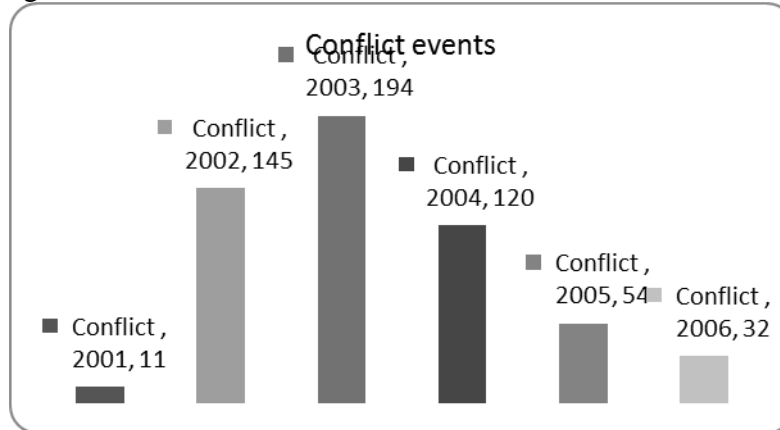 Conflict events
Conflict ,
2003, 194
Conflict ,
2002, 145
Conflict ,
2004, 120
Conflict ,
2005, 54
Conflict ,
2006, 32
Conflict ,
2001, 11